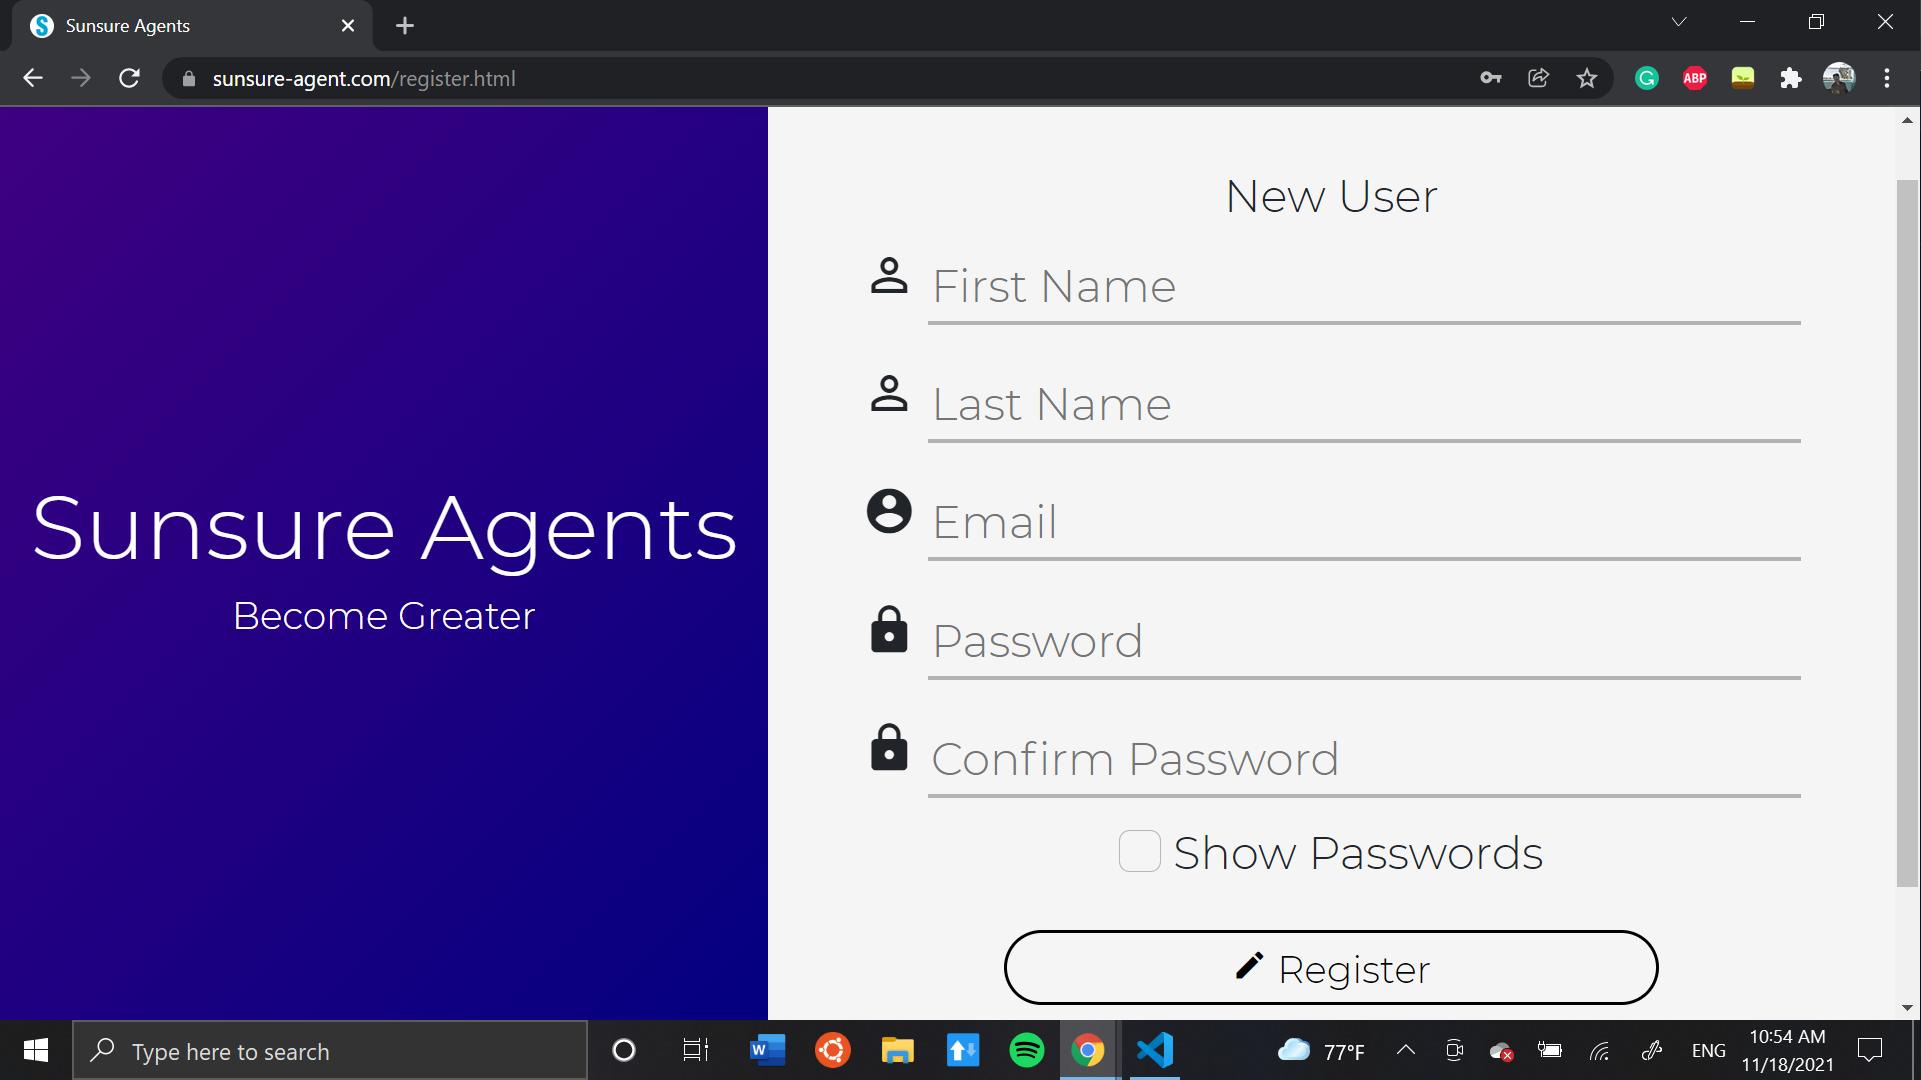 Sunsure Agents
sunsure-agent.com/register.html
ABP
New User
First Name
Last Name
Email
Password
Confirm Password
Show Passwords
Register
Sunsure Agents
Become Greater
Type here to search
77°F
ENG
10:54 AM
11/18/2021